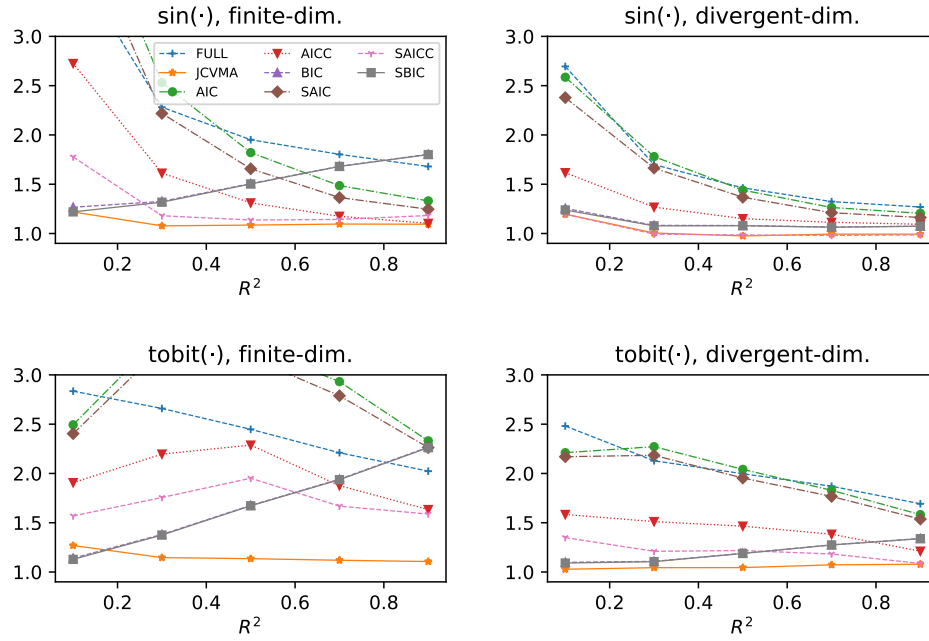 sin(·), finite-dim.
3.0
2.5
2.0
1.5
1.0
0.2 0.4 0.6 0.8
R²
FULL
JCVMA
AIC
AICC
BIC
SAIC
SAICC
SBIC
sin(·), divergent-dim.
3.0
2.5
2.0
1.5
1.0
0.2 0.4 0.6 0.8
R²
tobit(·), finite-dim.
3.0
2.5
2.0
1.5
1.0
0.2 0.4 0.6 0.8
R²
tobit(·), divergent-dim.
3.0
2.5
2.0
1.5
1.0
0.2 0.4 0.6 0.8
R²